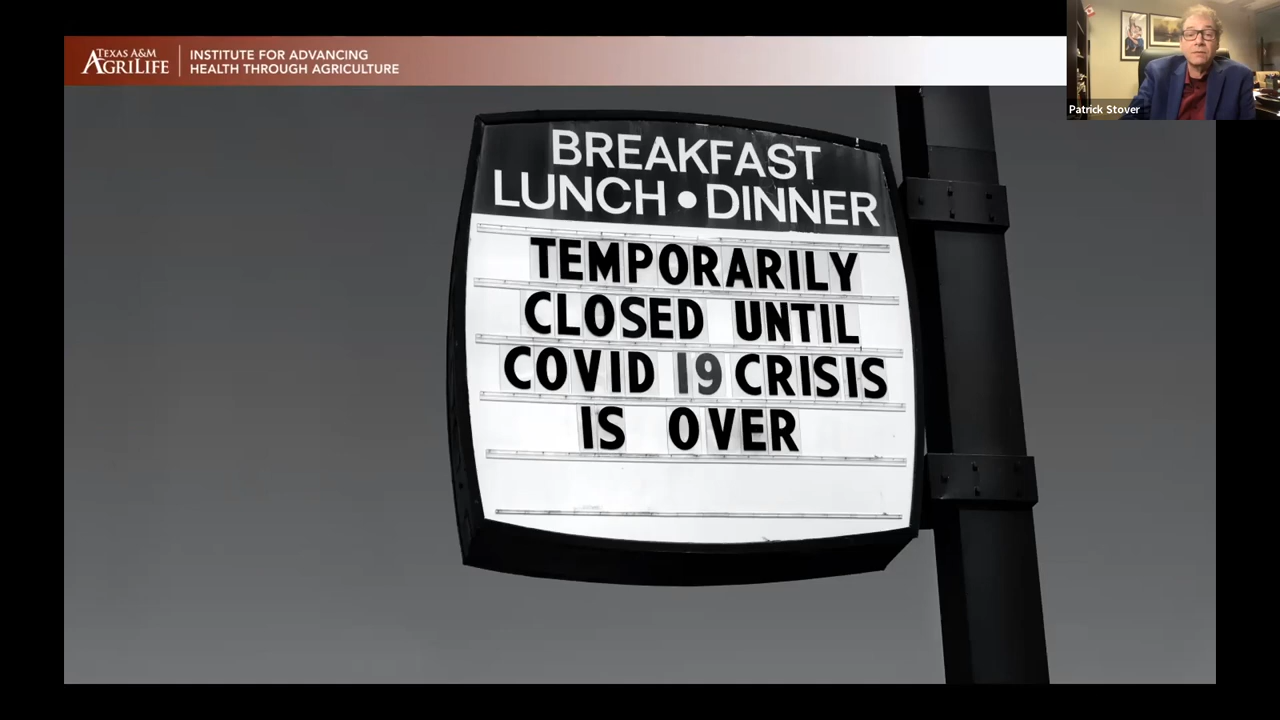 TEXAS A&M
AGRILIFE
INSTITUTE FOR ADVANCING
HEALTH THROUGH AGRICULTURE
Patrick Stover
BREAKFAST
LUNCH • DINNER
TEMPORARILY
CLOSED UNTIL
COVID 19 CRISIS
IS OVER